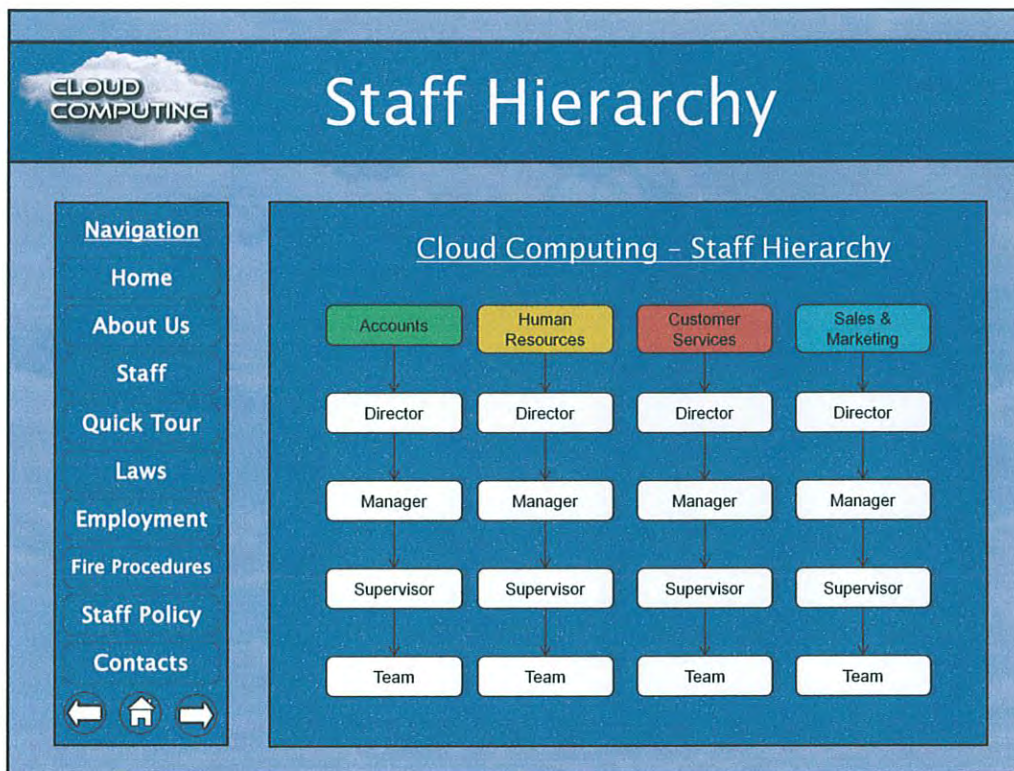 CLOUD
COMPUTING
Staff Hierarchy
Navigation
Home
About Us
Staff
Quick Tour
Laws
Employment
Fire Procedures
Staff Policy
Contacts
Cloud Computing – Staff Hierarchy
Accounts
Human
Resources
Customer
Services
Sales &
Marketing
Director
Director
Director
Director
Manager
Manager
Manager
Manager
Supervisor
Supervisor
Supervisor
Supervisor
Team
Team
Team
Team